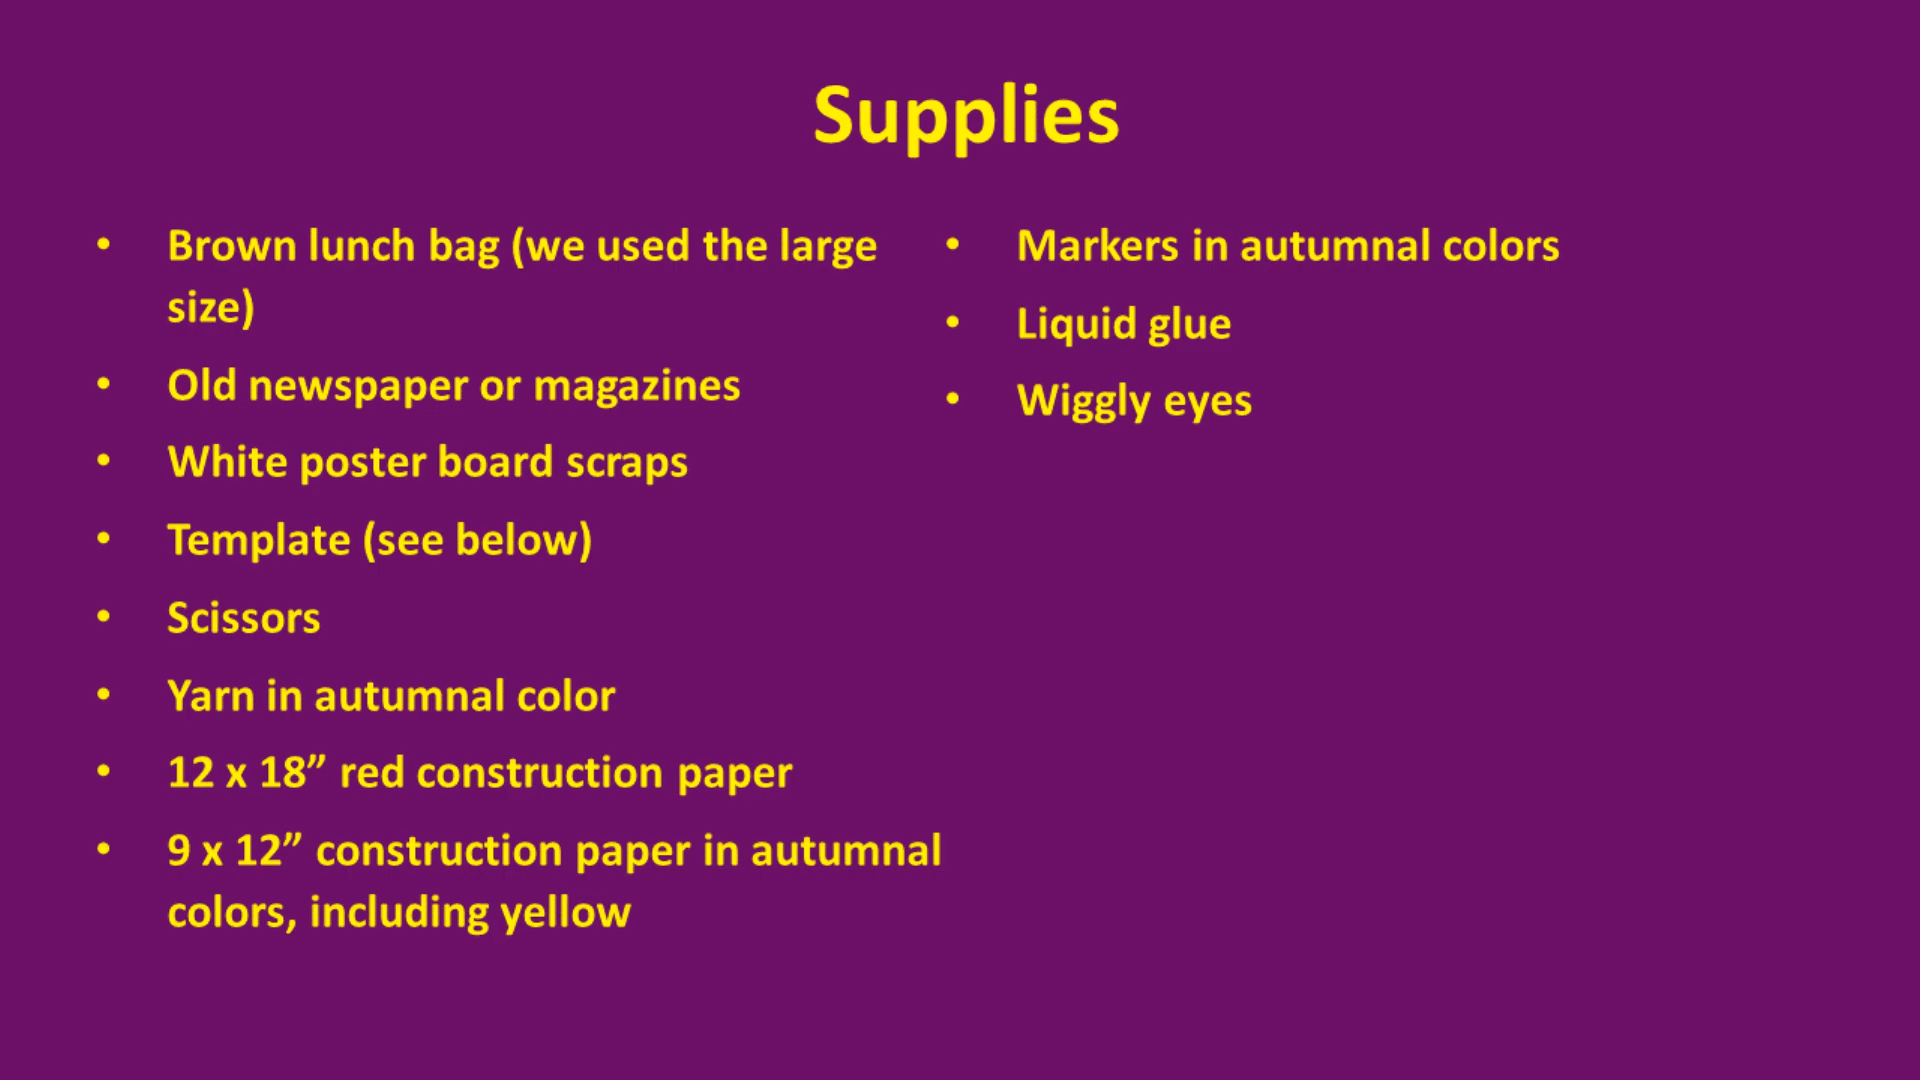 Supplies
• Brown lunch bag (we used the large
size)
• Old newspaper or magazines
• White poster board scraps
• Template (see below)
• Scissors
• Yarn in autumnal color
• 12 x 18” red construction paper
• 9 x 12” construction paper in autumnal
colors, including yellow
• Markers in autumnal colors
• Liquid glue
• Wiggly eyes